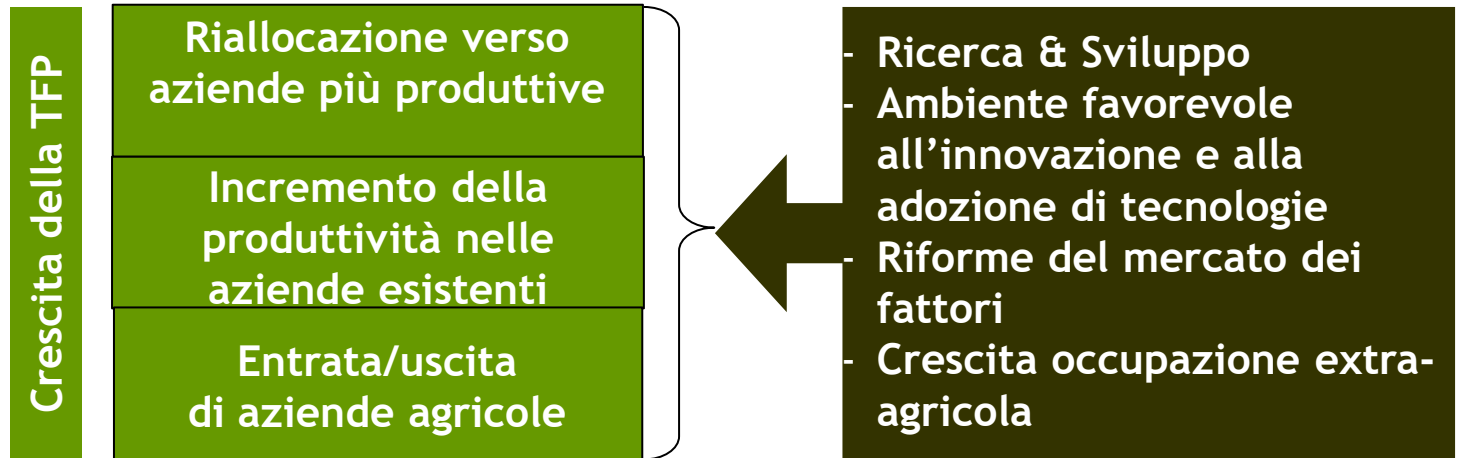 Crescita della TFP
Riallocazione verso
aziende più produttive
Incremento della
produttività nelle
aziende esistenti
Entrata/uscita
di aziende agricole
- Ricerca & Sviluppo
- Ambiente favorevole
all’innovazione e alla
adozione di tecnologie
- Riforme del mercato dei
fattori
- Crescita occupazione extra-
agricola